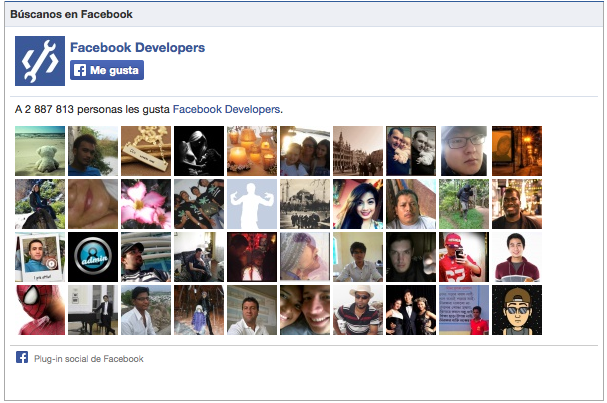 Búscanos en Facebook
Facebook Developers
Me gusta
A 2 887 813 personas les gusta Facebook Developers.
admin
Plug-in social de Facebook